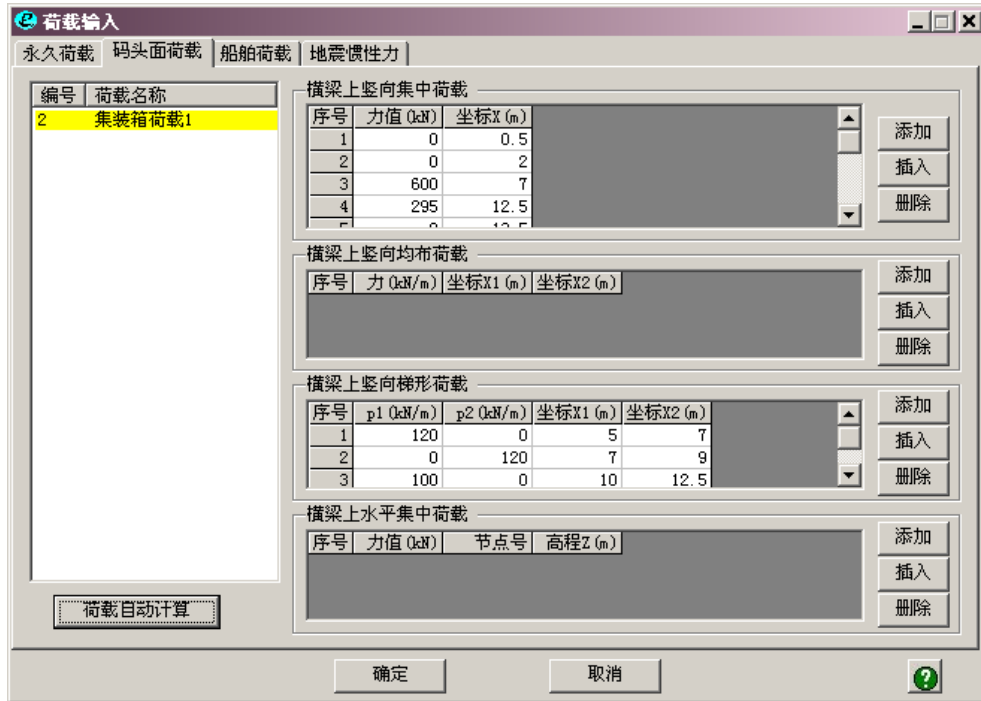 荷载输入
永久荷载 码头面荷载 船舶荷载 地震惯性力
编号 荷载名称
2 集装箱荷载1
荷载自动计算
横梁上竖向集中荷载
序号 力值(kN) 坐标X(m)
1 0 0.5
2 0 2
3 600 7
4 295 12.5
添加
插入
删除
横梁上竖向均布荷载
序号 力(kN/m) 坐标X1(m) 坐标X2(m)
添加
插入
删除
横梁上竖向梯形荷载
序号 p1(kN/m) p2(kN/m) 坐标X1(m) 坐标X2(m)
1 120 0 5 7
2 0 120 7 9
3 100 0 10 12.5
添加
插入
删除
横梁上水平集中荷载
序号 力值(kN) 节点号 高程Z(m)
添加
插入
删除
确定 取消